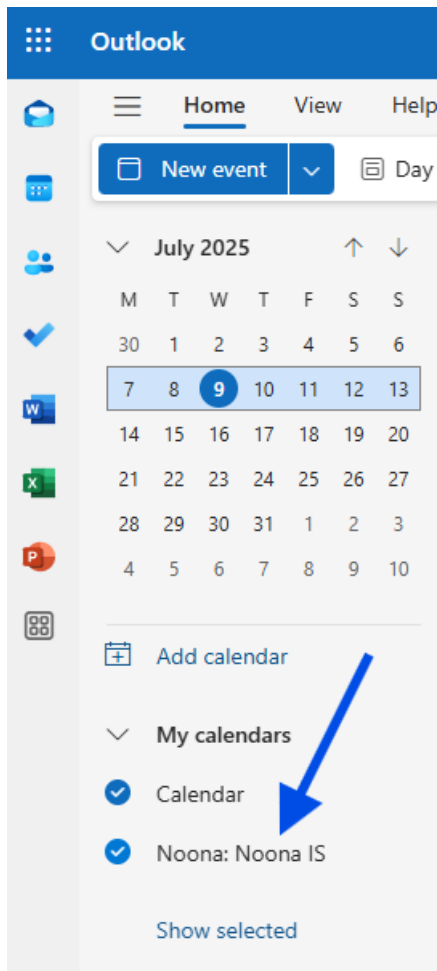 Outlook
Home View Help
New event Day
July 2025
M T W T F S S
30 1 2 3 4 5 6
7 8 9 10 11 12 13
14 15 16 17 18 19 20
21 22 23 24 25 26 27
28 29 30 31 1 2 3
4 5 6 7 8 9 10
Add calendar
My calendars
Calendar
Noona: Noona IS
Show selected